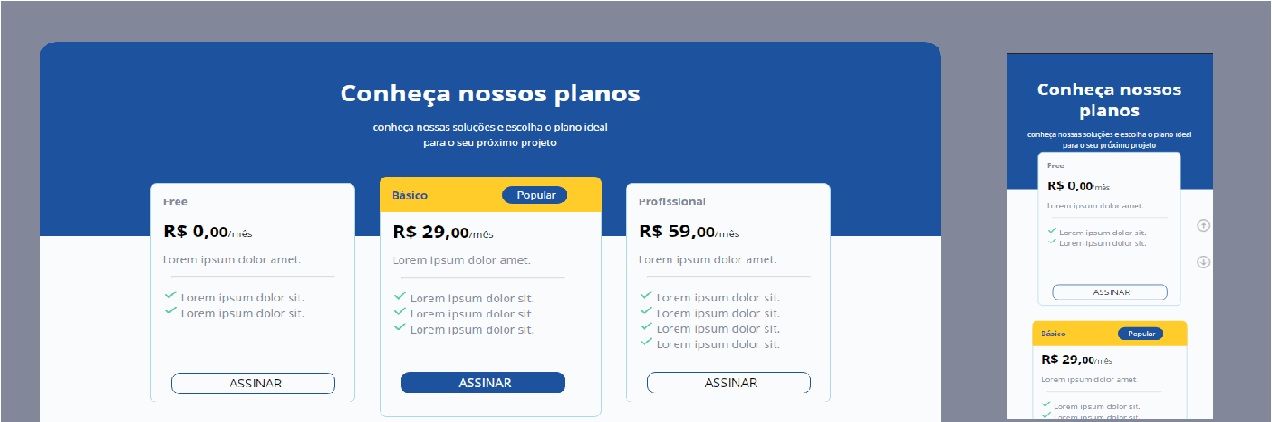 Conheça nossos planos
conheça nossas soluções e escolha o plano ideal
para o seu próximo projeto
Free
R$ 0,00/mês
Lorem ipsum dolor amet.
Lorem ipsum dolor sit.
Lorem ipsum dolor sit.
ASSINAR
Básico Popular
R$ 29,00/mês
Lorem ipsum dolor amet.
Lorem ipsum dolor sit.
Lorem ipsum dolor sit.
Lorem ipsum dolor sit.
ASSINAR
Profissional
R$ 59,00/mês
Lorem ipsum dolor amet.
Lorem ipsum dolor sit.
Lorem ipsum dolor sit.
Lorem ipsum dolor sit.
Lorem ipsum dolor sit.
ASSINAR
Conheça nossos
planos
conheça nossas soluções e escolha o plano ideal
para o seu próximo projeto
Free
R$ 0,00/mês
Lorem ipsum dolor amet.
Lorem ipsum dolor sit.
Lorem ipsum dolor sit.
ASSINAR
Básico Popular
R$ 29,00/mês
Lorem ipsum dolor amet.
Lorem ipsum dolor sit.
Lorem ipsum dolor sit.